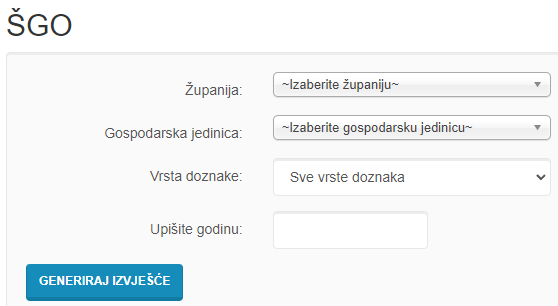 ŠGO
Županija: ~Izaberite županiju~
Gospodarska jedinica: ~Izaberite gospodarsku jedinicu~
Vrsta doznake: Sve vrste doznaka
Upišite godinu:
GENERIRAJ IZVJEŠĆE